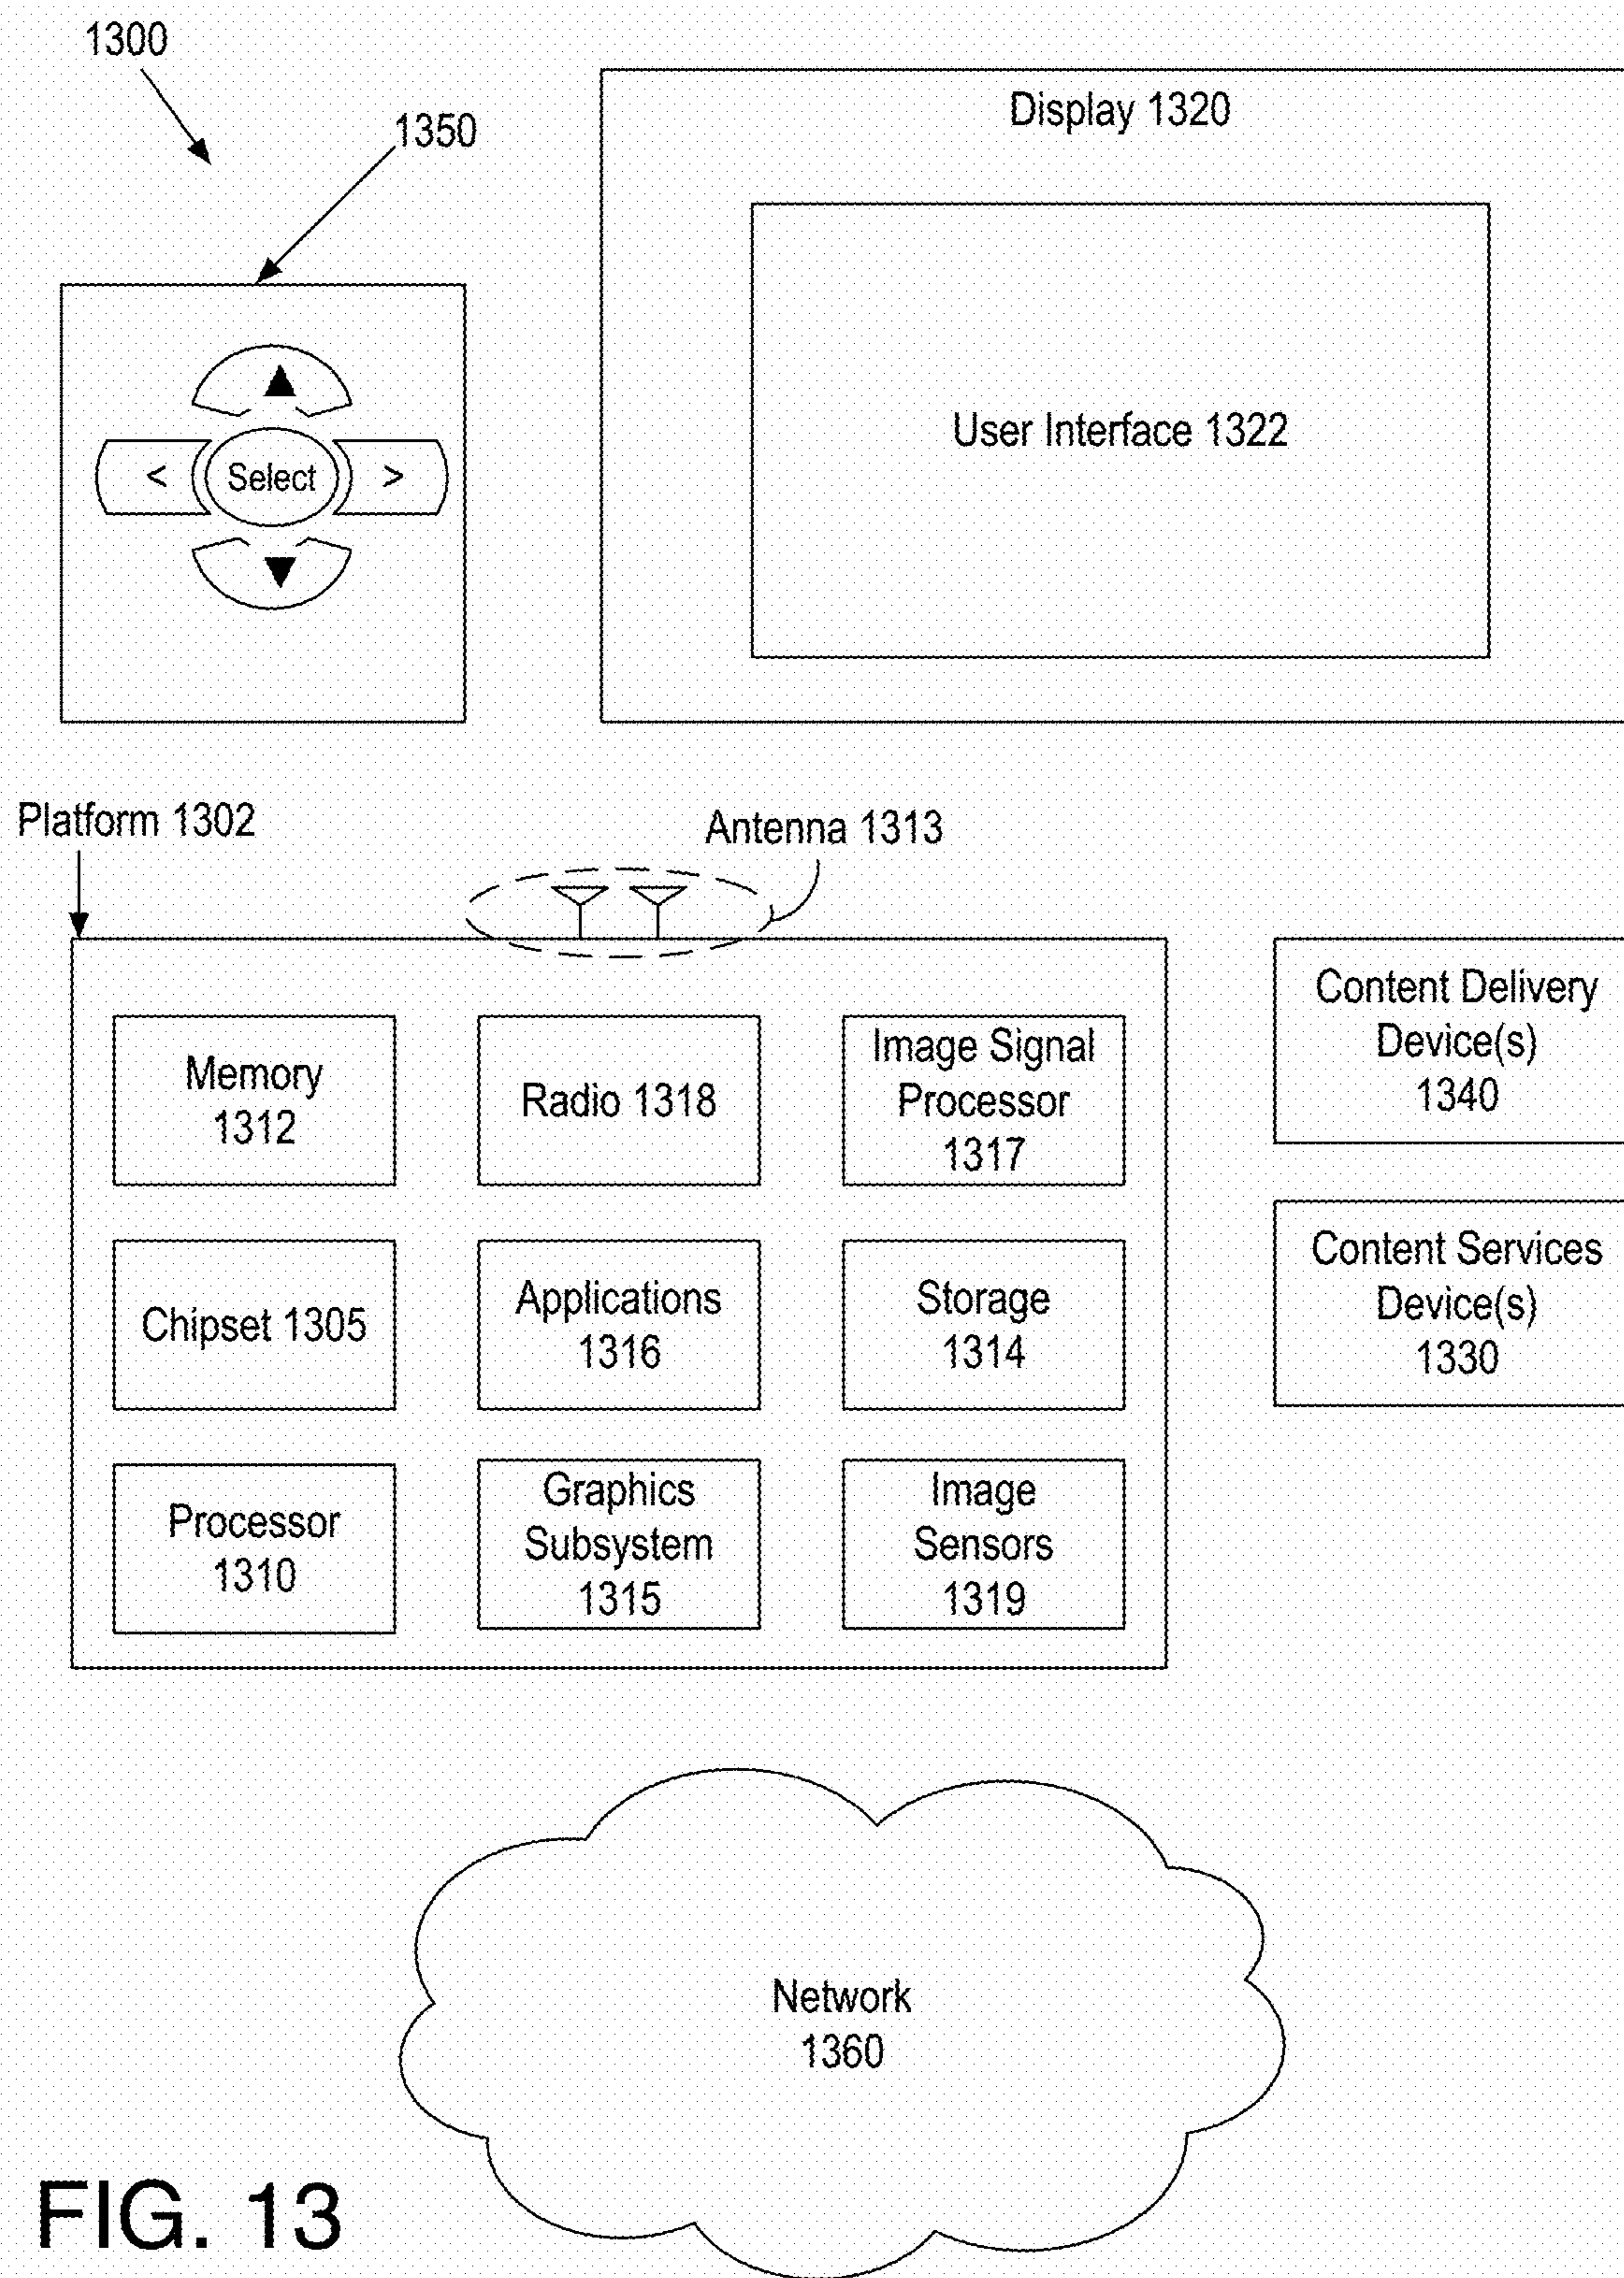 1300
1350
Display 1320
User Interface 1322
<
Select
>
Platform 1302
Antenna 1313
Memory
1312
Radio 1318
Image Signal
Processor
1317
Content Delivery
Device(s)
1340
Chipset 1305
Applications
1316
Storage
1314
Content Services
Device(s)
1330
Processor
1310
Graphics
Subsystem
1315
Image
Sensors
1319
Network
1360
FIG. 13